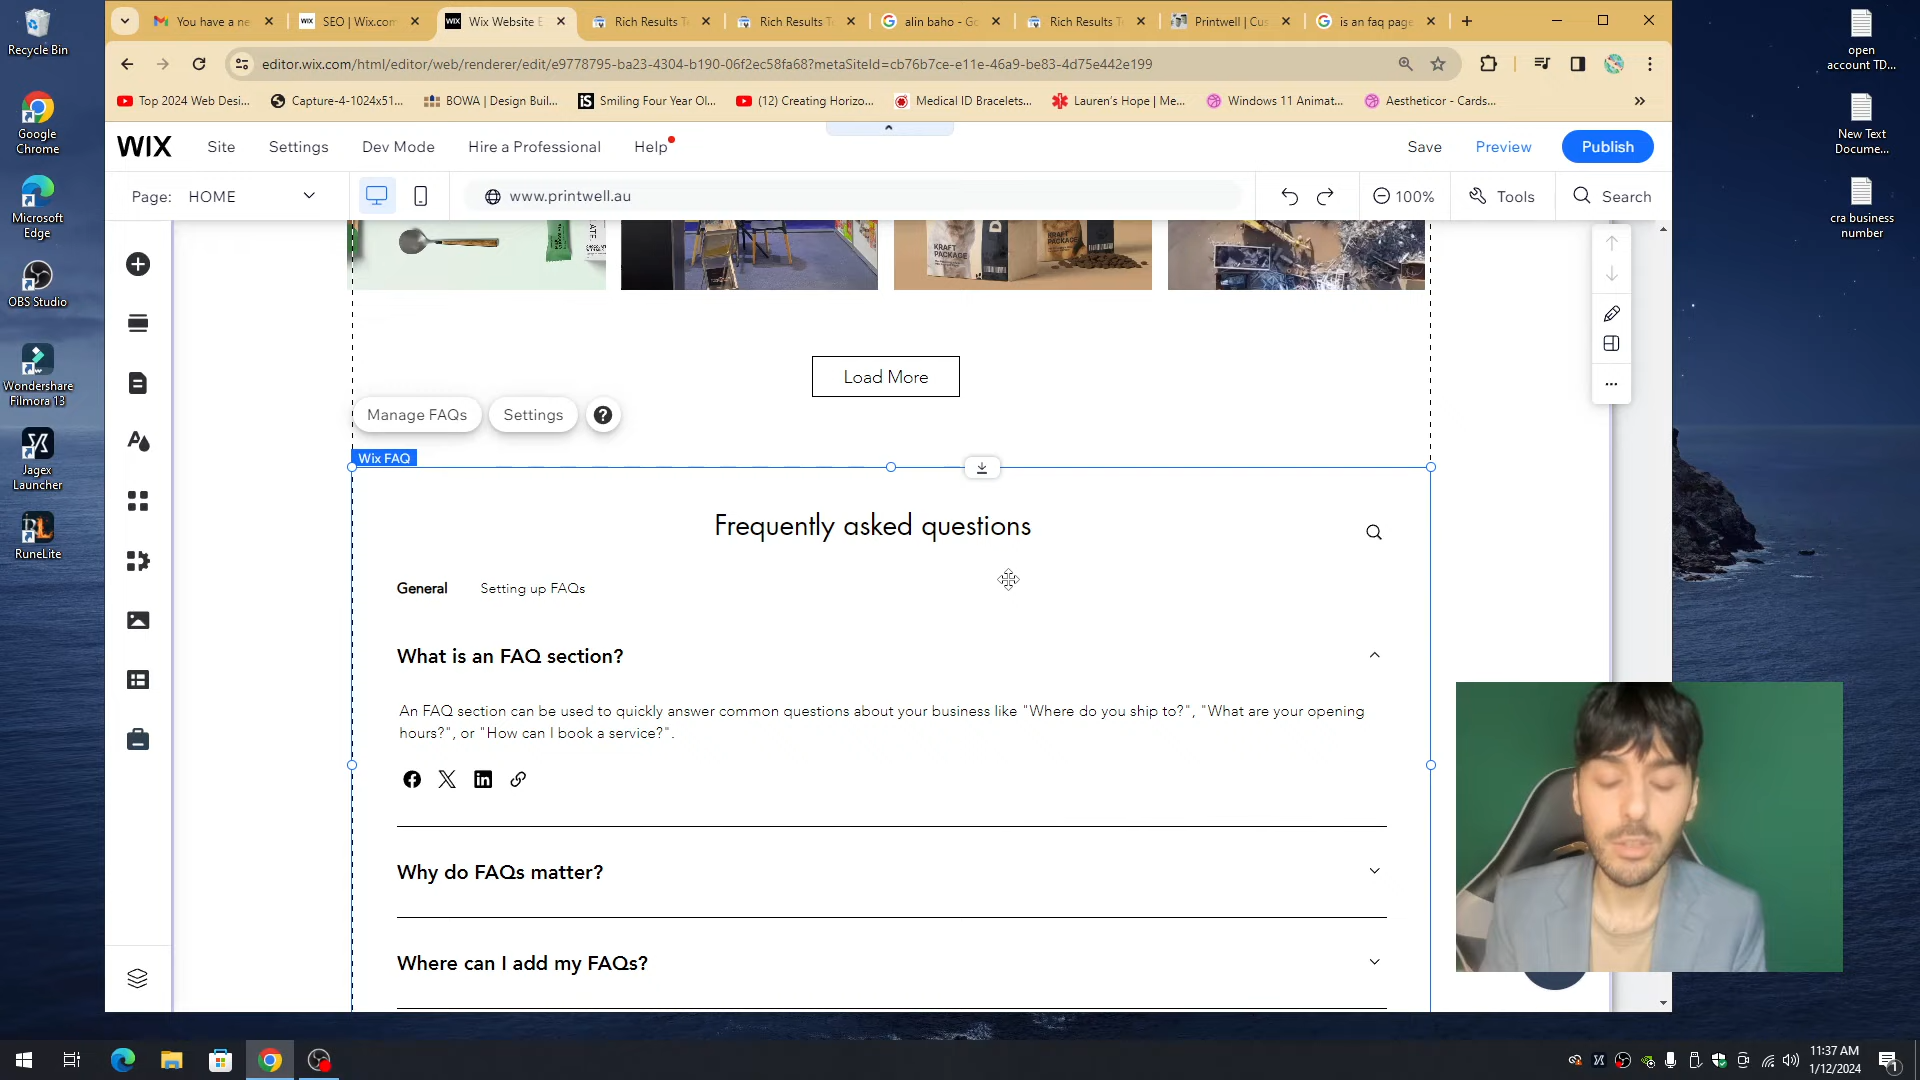 Recycle Bin
Google
Chrome
Microsoft
Edge
OBS Studio
Wondershare
Filmora 13
Jagex
Launcher
RuneLite
You have a ne
SEO | Wix.com
Wix Website E
Rich Results Te
Rich Results Te
alin baho - Go
Rich Results Te
Printwell | Cus
is an faq page
editor.wix.com/html/editor/web/renderer/edit/e9778795-ba23-4304-b190-06f2ec58fa68?metaSiteId=cb76b7ce-e11e-46a9-be83-4d75e442e199
Top 2024 Web Desi...
Capture-4-1024x51...
BOWA | Design Buil...
Smiling Four Year Ol...
(12) Creating Horizo...
Medical ID Bracelets...
Lauren's Hope | Me...
Windows 11 Animat...
Aestheticor - Cards...
WIX
Site
Settings
Dev Mode
Hire a Professional
Help
Save
Preview
Publish
Page: HOME
www.printwell.au
100%
Tools
Search
KRAFT
PACKAGE
KRAFT
PACKAGE
Load More
Manage FAQs
Settings
Wix FAQ
Frequently asked questions
General
Setting up FAQs
What is an FAQ section?
An FAQ section can be used to quickly answer common questions about your business like "Where do you ship to?", "What are your opening
hours?", or "How can I book a service?".
Why do FAQs matter?
Where can I add my FAQs?
open
account TD...
New Text
Docume...
cra business
number
11:37 AM
1/12/2024